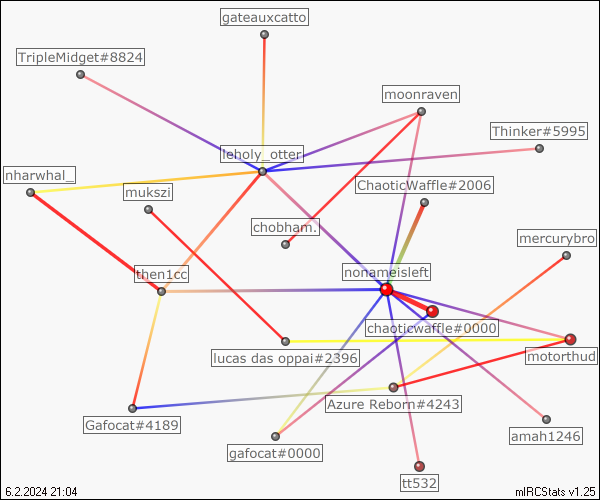 gateauxcatto
TripleMidget#8824
moonraven
Thinker#5995
leholy_otter
nharwhal_
mukszi
ChaoticWaffle#2006
chobham.
mercurybro
then1cc
nonameisleft
chaoticwaffle#0000
lucas das oppai#2396
motorthud
Azure Reborn#4243
Gafocat#4189
amah1246
gafocat#0000
tt532
6.2.2024 21:04
mIRCStats v1.25